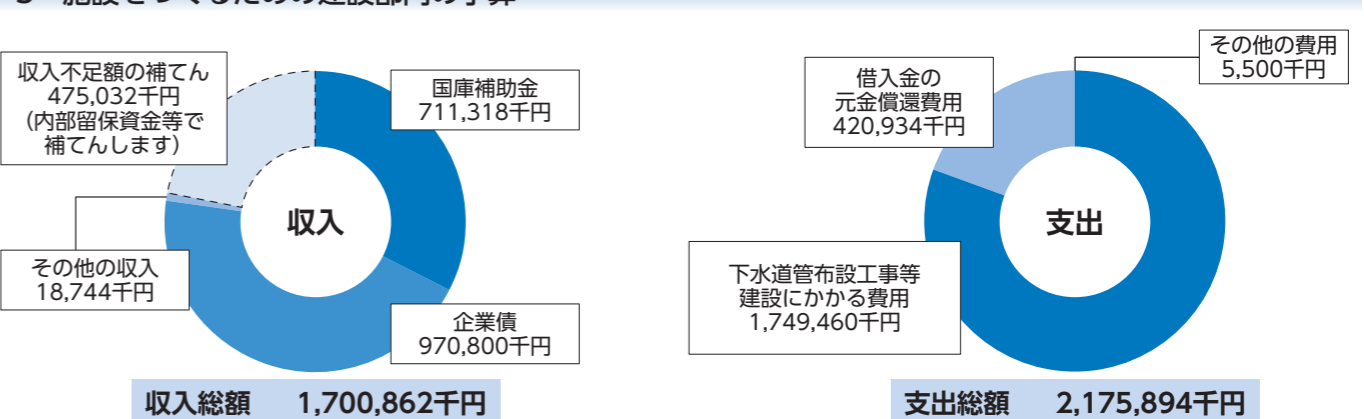 収入不足額の補てん
475,032千円
(内部留保資金等で
補てんします)
国庫補助金
711,318千円
収入
その他の収入
18,744千円
企業債
970,800千円
収入総額 1,700,862千円
その他の費用
5,500千円
借入金の
元金償還費用
420,934千円
支出
下水道管布設工事等
建設にかかる費用
1,749,460千円
支出総額 2,175,894千円